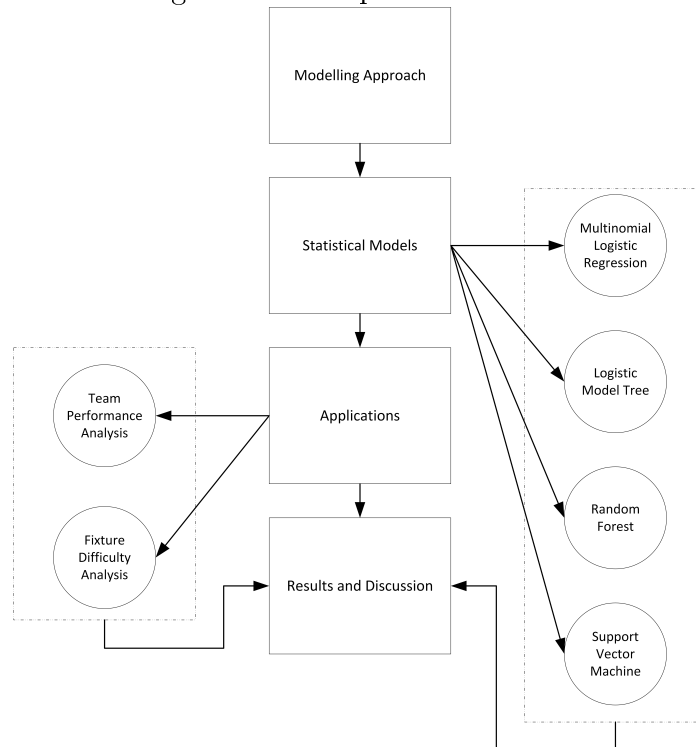 Modelling Approach
Statistical Models
Multinomial
Logistic
Regression
Logistic
Model Tree
Random
Forest
Support
Vector
Machine
Applications
Team
Performance
Analysis
Fixture
Difficulty
Analysis
Results and Discussion